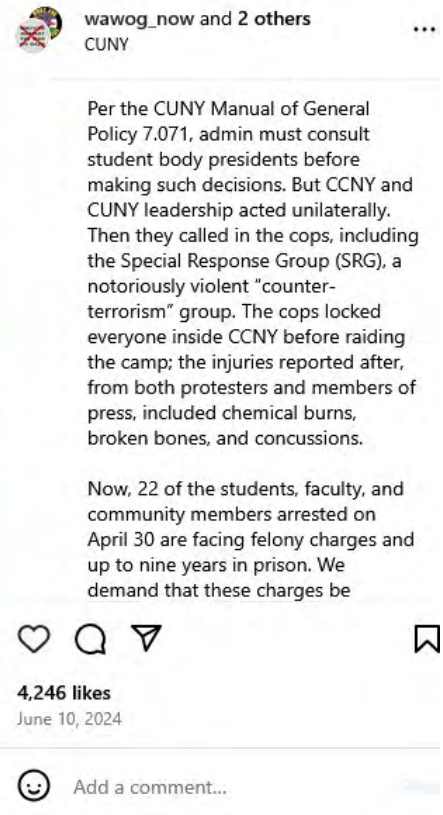 wawog_now and 2 others
CUNY
Per the CUNY Manual of General
Policy 7.071, admin must consult
student body presidents before
making such decisions. But CCNY and
CUNY leadership acted unilaterally.
Then they called in the cops, including
the Special Response Group (SRG), a
notoriously violent “counter-
terrorism” group. The cops locked
everyone inside CCNY before raiding
the camp; the injuries reported after,
from both protesters and members of
press, included chemical burns,
broken bones, and concussions.
Now, 22 of the students, faculty, and
community members arrested on
April 30 are facing felony charges and
up to nine years in prison. We
demand that these charges be
4,246 likes
June 10, 2024
Add a comment...